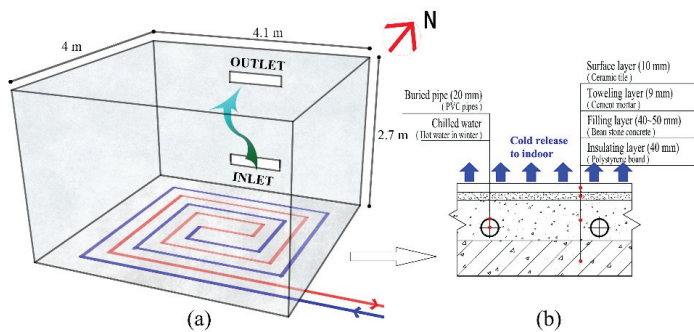 4 m
4.1 m
N
OUTLET
INLET
2.7 m
(a)
Buried pipe (20 mm)
(PVC pipes)
Chilled water
(Hot water in winter)
Cold release
to indoor
Surface layer (10 mm)
(Ceramic tile)
Toweling layer (9 mm)
(Cement mortar)
Filling layer (40~50 mm)
(Bean stone concrete)
Insulating layer (40 mm)
(Polystyrene board)
(b)